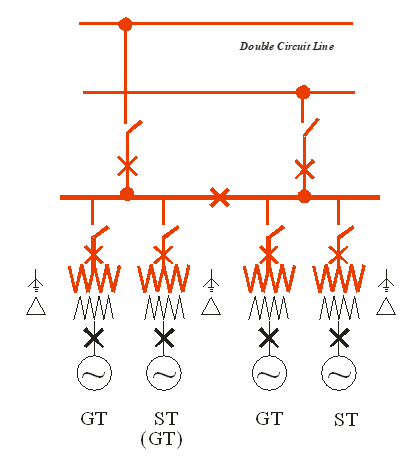 Double Circuit Line
GT ST GT ST
(GT)